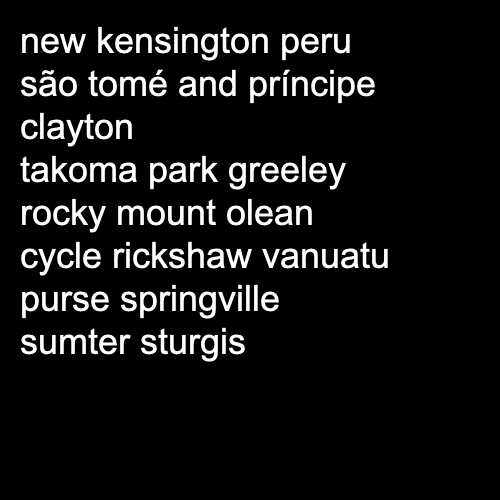 new kensington peru
são tomé and príncipe
clayton
takoma park greeley
rocky mount olean
cycle rickshaw vanuatu
purse springville
sumter sturgis